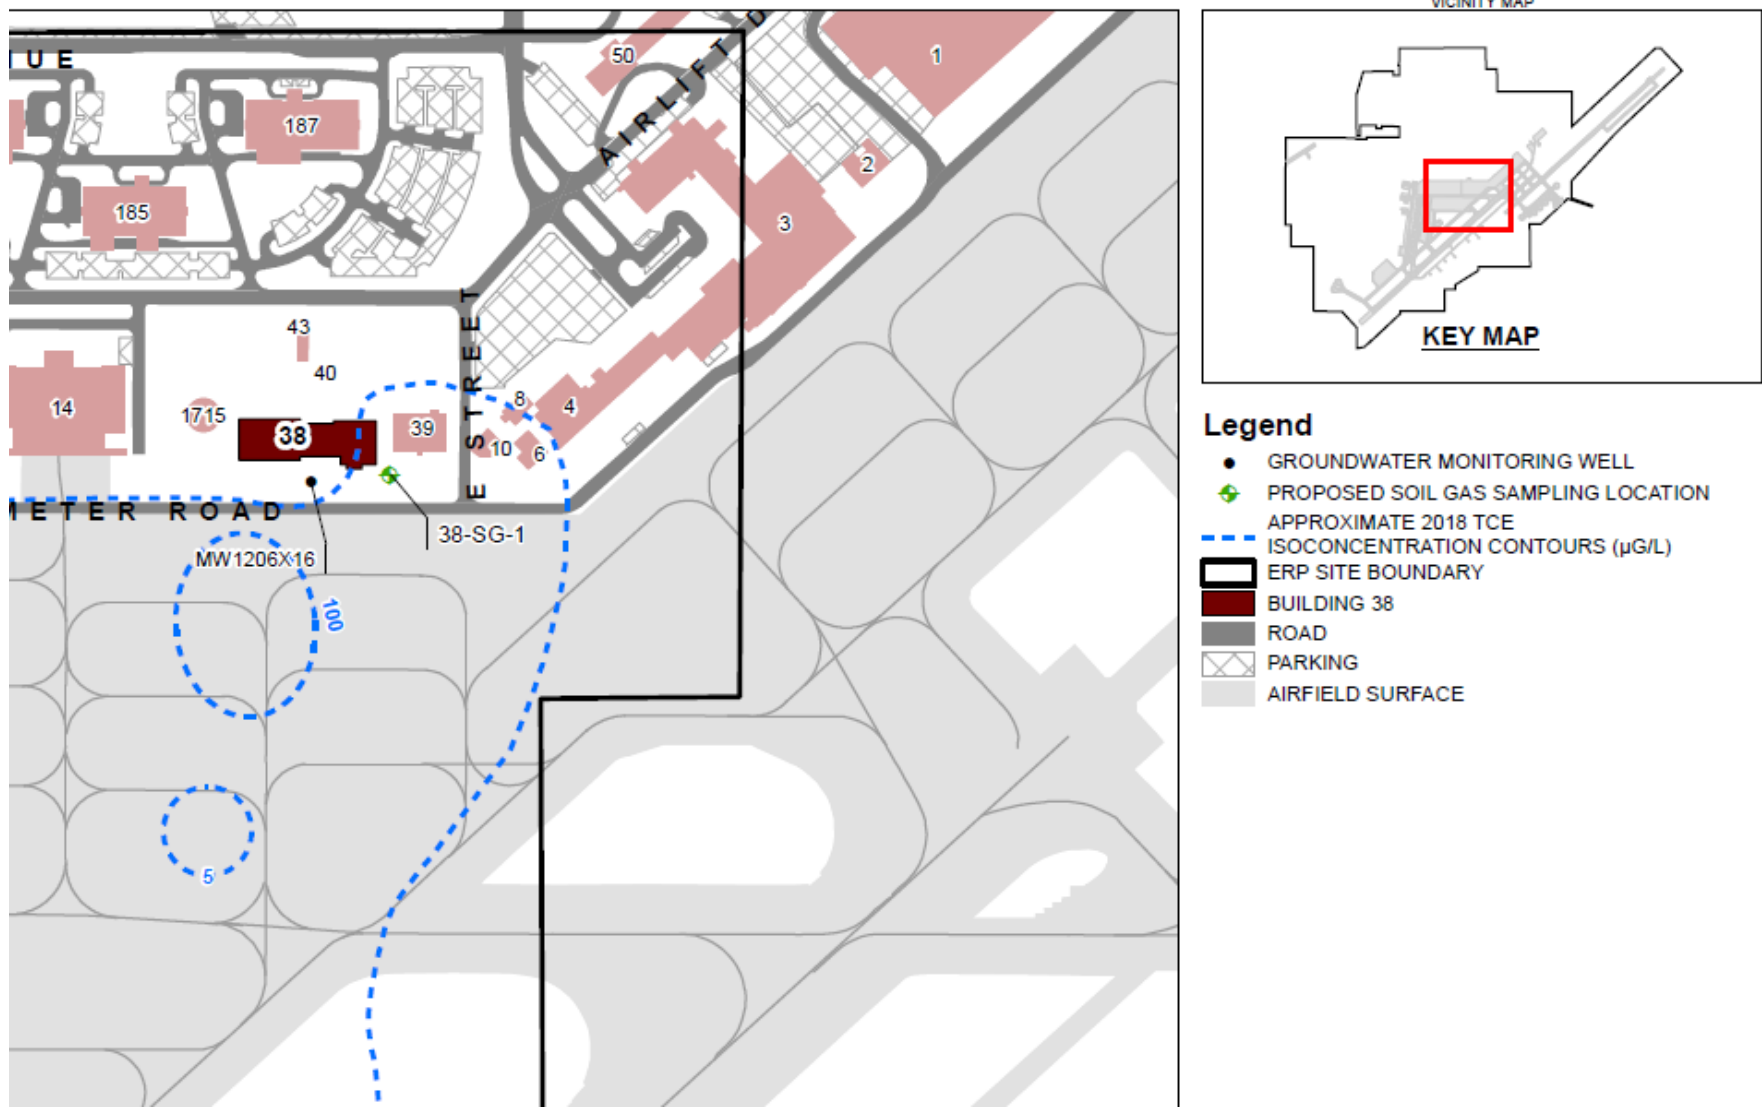 VICINITY MAP
UE
50
AIRLIFT D
1
187
2
185
3
E STREET
43
40
14
1715
38
39
8
4
10
6
METER ROAD
38-SG-1
MW1206X16
100
5
KEY MAP
Legend
GROUNDWATER MONITORING WELL
PROPOSED SOIL GAS SAMPLING LOCATION
APPROXIMATE 2018 TCE
ISOCONCENTRATION CONTOURS (µG/L)
ERP SITE BOUNDARY
BUILDING 38
ROAD
PARKING
AIRFIELD SURFACE